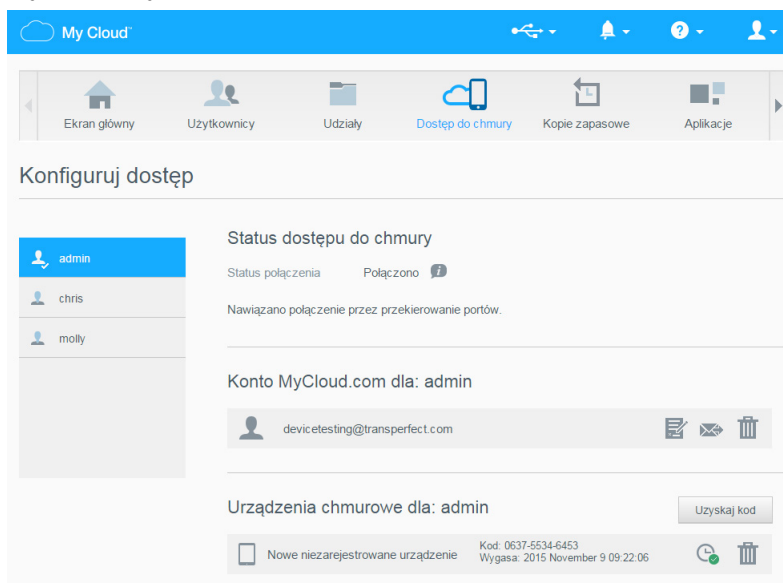 My Cloud™
Ekran główny
Użytkownicy
Udziały
Dostęp do chmury
Kopie zapasowe
Aplikacje
Konfiguruj dostęp
admin
chris
molly
Status dostępu do chmury
Status połączenia Połączono
Nawiązano połączenie przez przekierowanie portów.
Konto MyCloud.com dla: admin
devicetesting@transperfect.com
Urządzenia chmurowe dla: admin
Uzyskaj kod
Nowe niezarejestrowane urządzenie
Kod: 0637-5534-6453
Wygasa: 2015 November 9 09:22:06